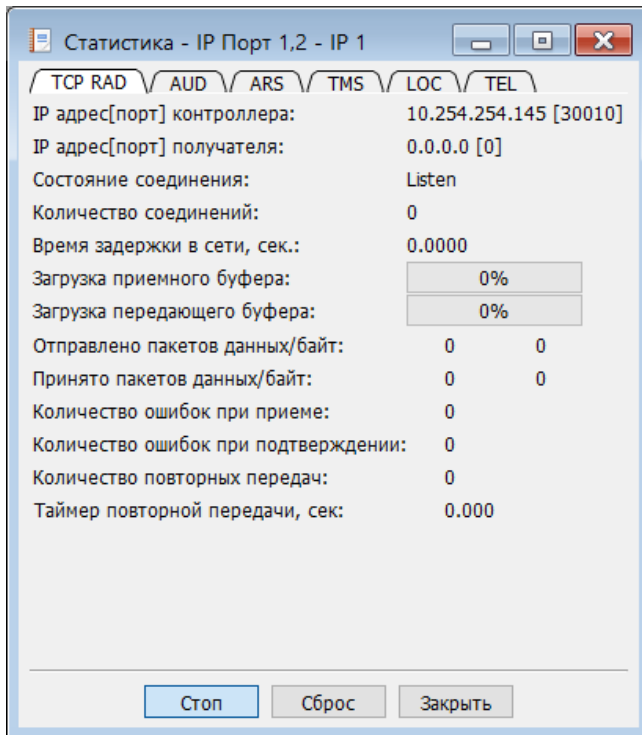 Статистика - IP Порт 1,2 - IP 1
TCP RAD AUD ARS TMS LOC TEL
IP адрес[порт] контроллера: 10.254.254.145 [30010]
IP адрес[порт] получателя: 0.0.0.0 [0]
Состояние соединения: Listen
Количество соединений: 0
Время задержки в сети, сек.: 0.0000
Загрузка приемного буфера: 0%
Загрузка передающего буфера: 0%
Отправлено пакетов данных/байт: 0 0
Принято пакетов данных/байт: 0 0
Количество ошибок при приеме: 0
Количество ошибок при подтверждении: 0
Количество повторных передач: 0
Таймер повторной передачи, сек: 0.000
Стоп Сброс Закрыть